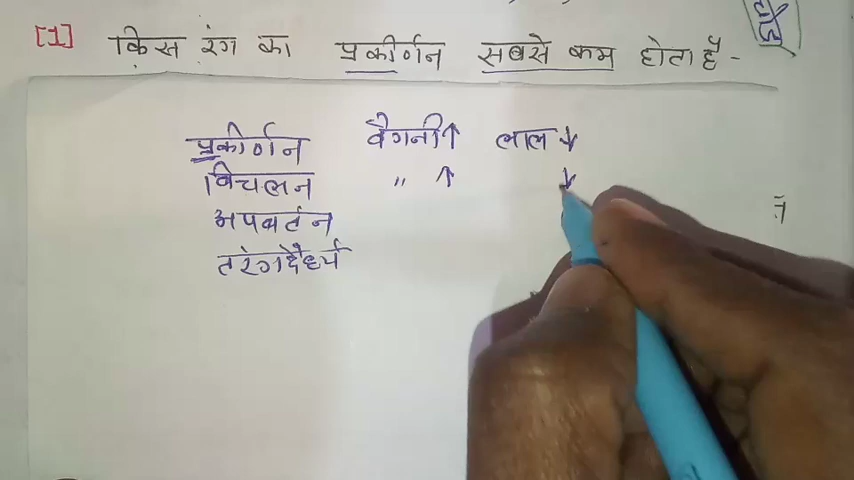 [1] किस रंग का प्रकीर्णन सबसे कम होता है -
प्रकीर्णन बैगनी↑ लाल↓
विचलन " ↑ ↓
अपवर्तन
तरंगदैर्ध्य